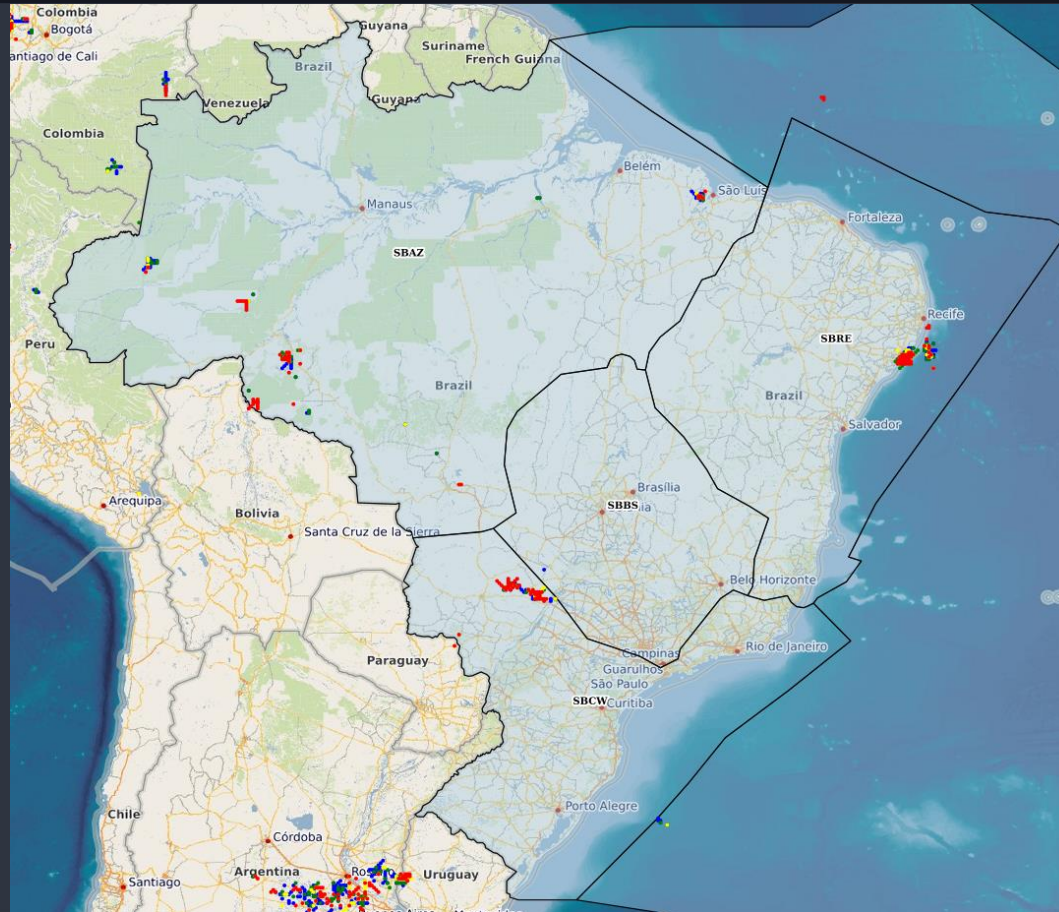 Colombia
Bogotá
antiago de Cali
Guyana
Suriname
French Guiana
Brazil
Venezuela
Guyana
Colombia
Belém
São Luís
Manaus
Fortaleza
SBAZ
Recife
SBRE
Peru
Brazil
Brazil
Salvador
Brasília
Arequipa
SBBS
Bolivia
Santa Cruz de la Sierra
Belo Horizonte
Rio de Janeiro
Campinas
Paraguay
Guarulhos
São Paulo
SBCW
Curitiba
Porto Alegre
Chile
Córdoba
Argentina
Uruguay
Santiago